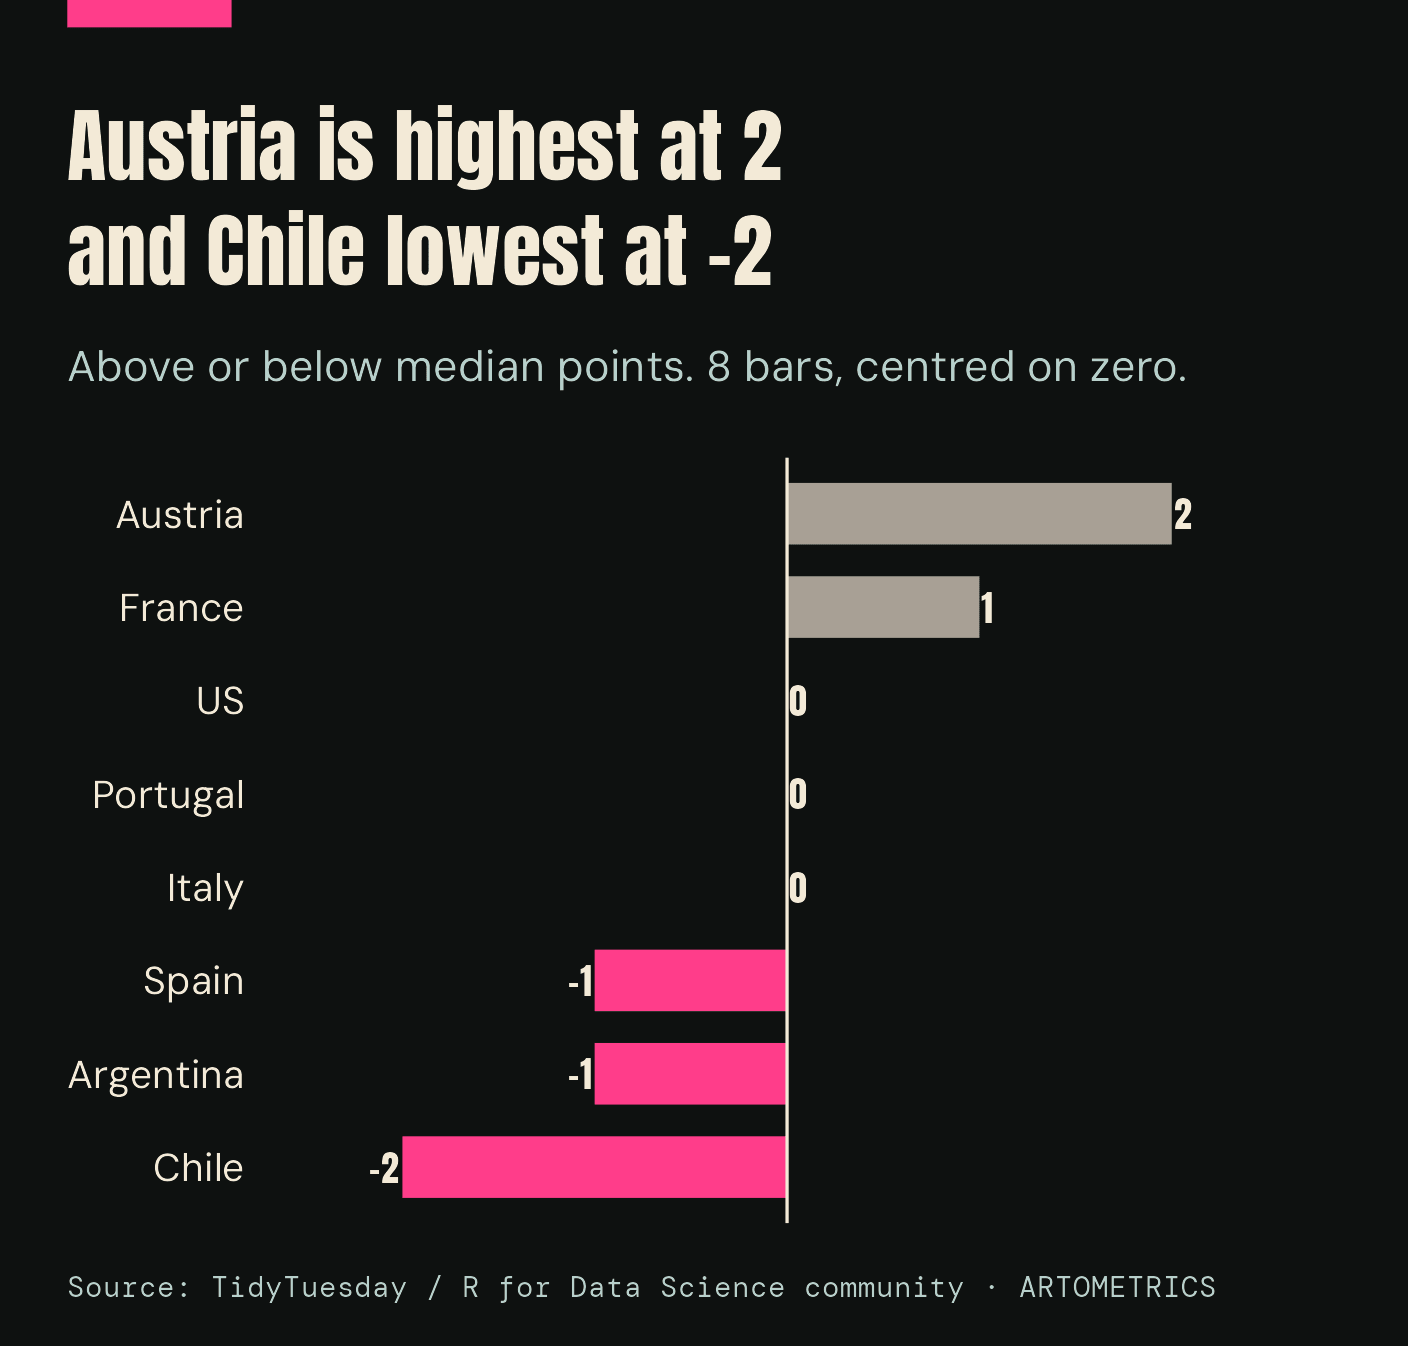 Austria is highest at 2
and Chile lowest at -2
Above or below median points. 8 bars, centred on zero.
Austria 2
France 1
US 0
Portugal 0
Italy 0
Spain -1
Argentina -1
Chile -2
Source: TidyTuesday / R for Data Science community · ARTOMETRICS